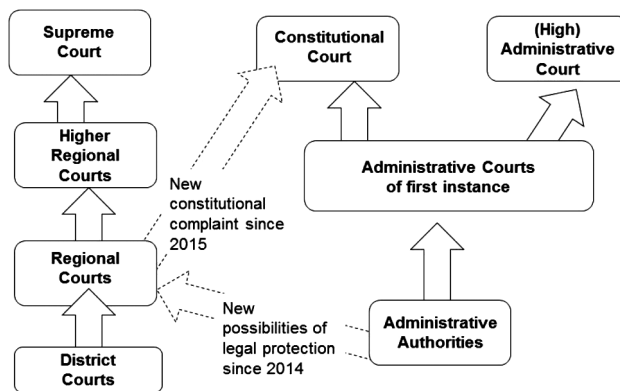 Supreme
Court
Constitutional
Court
(High)
Administrative
Court
Higher
Regional
Courts
Administrative Courts
of first instance
New
constitutional
complaint since
2015
Regional
Courts
New
possibilities of
legal protection
since 2014
Administrative
Authorities
District
Courts